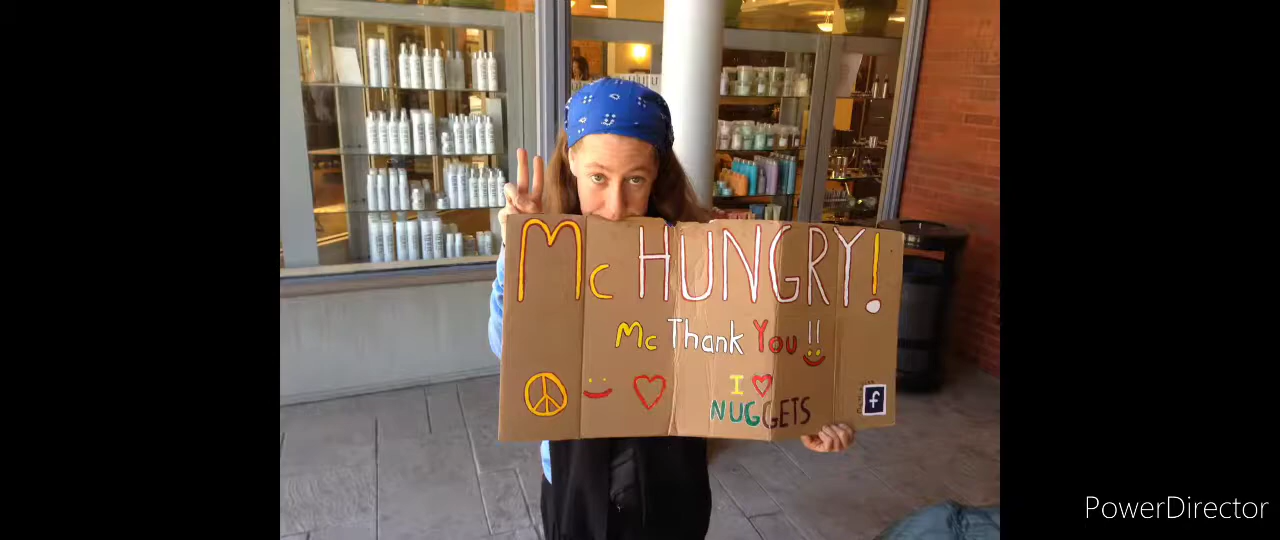 Mc HUNGRY!
Mc Thank You !!
I
NUGGETS
f
PowerDirector